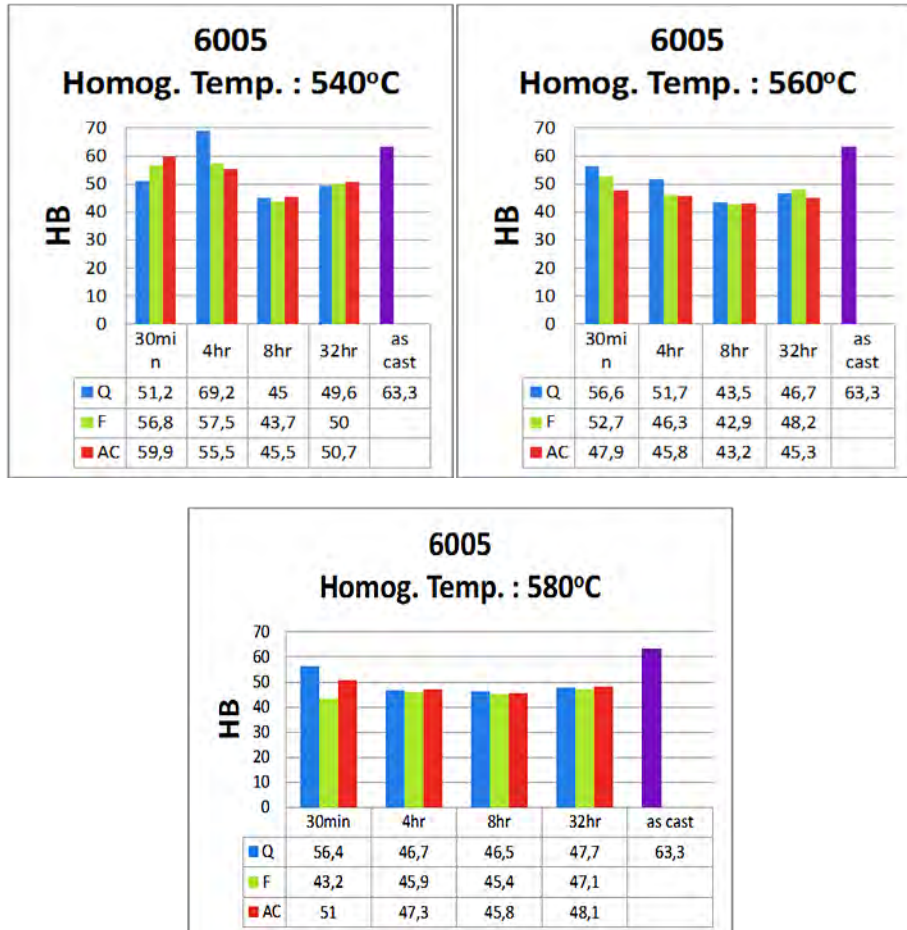 6005
Homog. Temp. : 540°C
70
60
50
40
30
20
10
0
HB
30mi
n
4hr
8hr
32hr
as
cast
Q 51,2 69,2 45 49,6 63,3
F 56,8 57,5 43,7 50
AC 59,9 55,5 45,5 50,7
6005
Homog. Temp. : 560°C
70
60
50
40
30
20
10
0
HB
30mi
n
4hr
8hr
32hr
as
cast
Q 56,6 51,7 43,5 46,7 63,3
F 52,7 46,3 42,9 48,2
AC 47,9 45,8 43,2 45,3
6005
Homog. Temp. : 580°C
70
60
50
40
30
20
10
0
HB
30min 4hr 8hr 32hr as cast
Q 56,4 46,7 46,5 47,7 63,3
F 43,2 45,9 45,4 47,1
AC 51 47,3 45,8 48,1